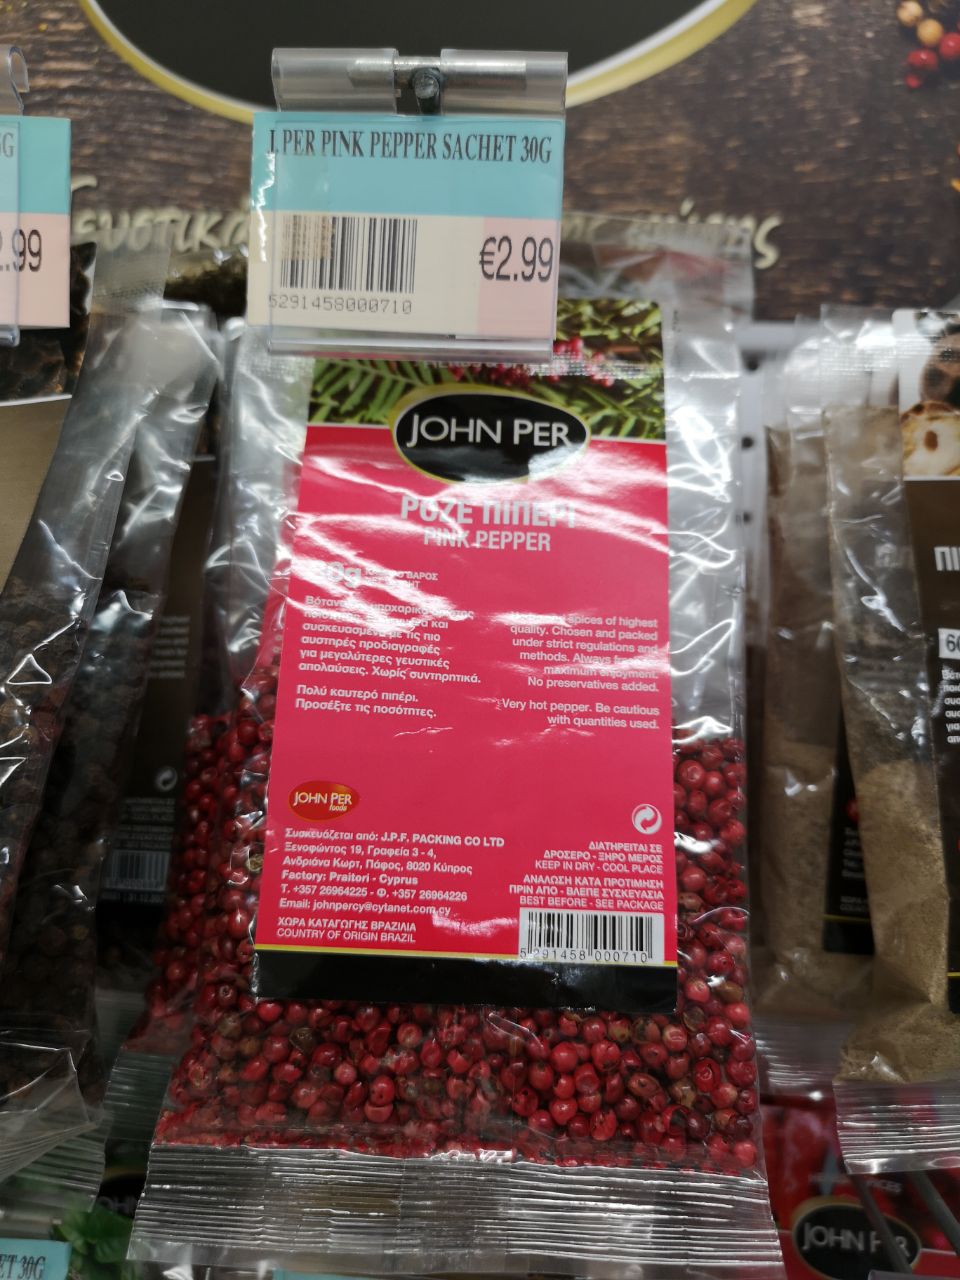 J.PER PINK PEPPER SACHET 30G
€2.99
5291458000710
2.99
JOHN PER
ΡΟΖΕ ΠΙΠΕΡΙ
PINK PEPPER
ΒΑΡΟΣ
και
συσκευασμένα με τις πιο
αυστηρές προδιαγραφές
για μεγαλύτερες γευστικές
απολαύσεις. Χωρίς συντηρητικά.
Πολύ καυτερό πιπέρι.
Προσέξτε τις ποσότητες.
spices of highest
quality. Chosen and packed
under strict regulations and
methods. Always
maximum enjoyment.
No preservatives added.
Very hot pepper. Be cautious
with quantities used.
JOHN PER
foods
Συσκευάζεται από: J.P.F. PACKING CO LTD
Ξενοφώντος 19, Γραφεία 3 - 4,
Ανδριάνα Κωρτ, Πάφος, 8020 Κύπρος
Factory: Praitori - Cyprus
Τ. +357 26964225 - Φ. +357 26964226
Email: johnpercy@cytanet.com.cy
ΧΩΡΑ ΚΑΤΑΓΩΓΗΣ ΒΡΑΖΙΛΙΑ
COUNTRY OF ORIGIN BRAZIL
ΔΙΑΤΗΡΕΙΤΑΙ ΣΕ
ΔΡΟΣΕΡΟ - ΞΗΡΟ ΜΕΡΟΣ
KEEP IN DRY - COOL PLACE
ΑΝΑΛΩΣΗ ΚΑΤΑ ΠΡΟΤΙΜΗΣΗ
ΠΡΙΝ ΑΠΟ - ΒΛΕΠΕ ΣΥΣΚΕΥΑΣΙΑ
BEST BEFORE - SEE PACKAGE
5 291458 000710
JOHN PER
30G